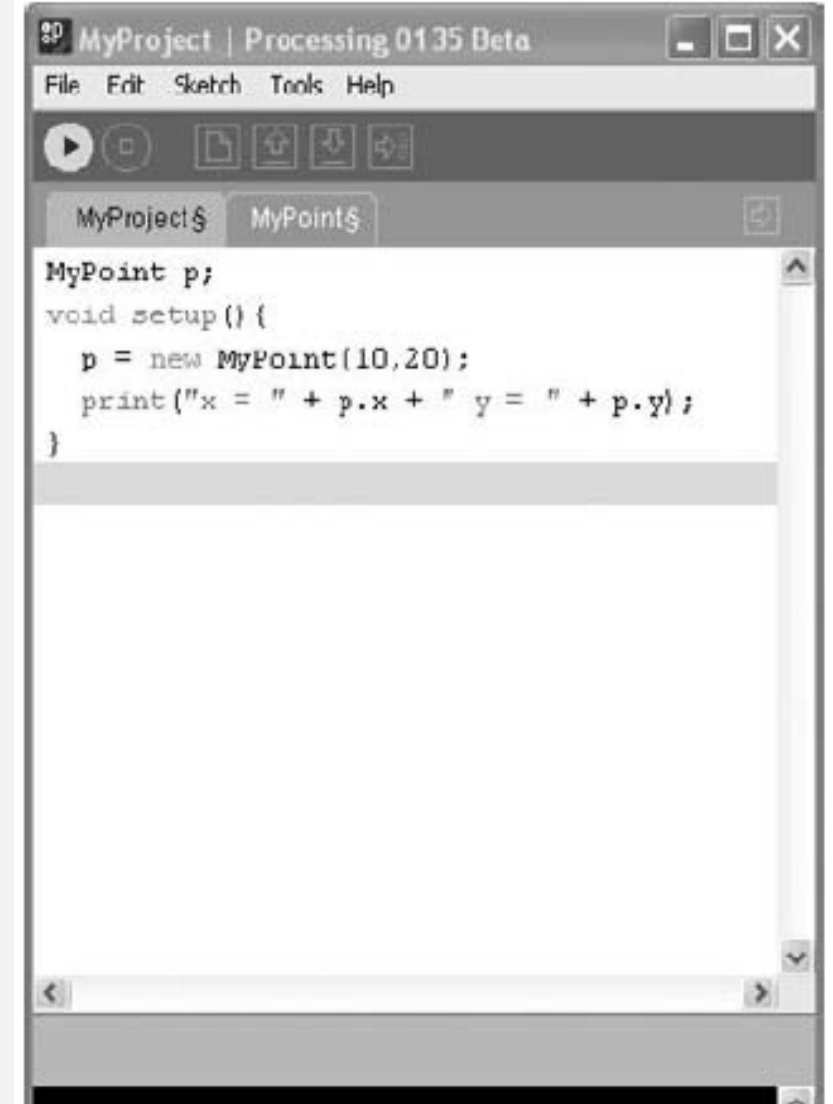 MyProject | Processing 0135 Beta
File Edit Sketch Tools Help
MyProject§ MyPoint§
MyPoint p;
void setup(){
  p = new MyPoint(10,20);
  print("x = " + p.x + " y = " + p.y);
}